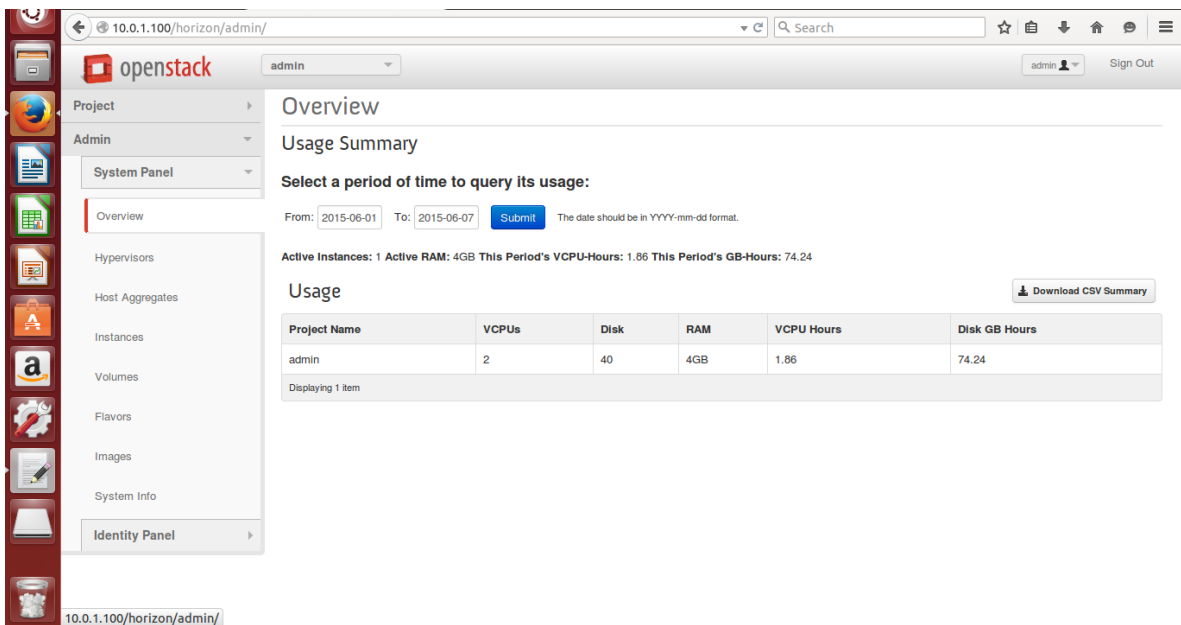 10.0.1.100/horizon/admin/
Search
openstack
admin
admin
Sign Out
Project
Admin
System Panel
Overview
Hypervisors
Host Aggregates
Instances
Volumes
Flavors
Images
System Info
Identity Panel
Overview
Usage Summary
Select a period of time to query its usage:
From: 2015-06-01 To: 2015-06-07 Submit The date should be in YYYY-mm-dd format.
Active Instances: 1 Active RAM: 4GB This Period's VCPU-Hours: 1.86 This Period's GB-Hours: 74.24
Usage
Download CSV Summary
Project Name VCPUs Disk RAM VCPU Hours Disk GB Hours
admin 2 40 4GB 1.86 74.24
Displaying 1 item
10.0.1.100/horizon/admin/